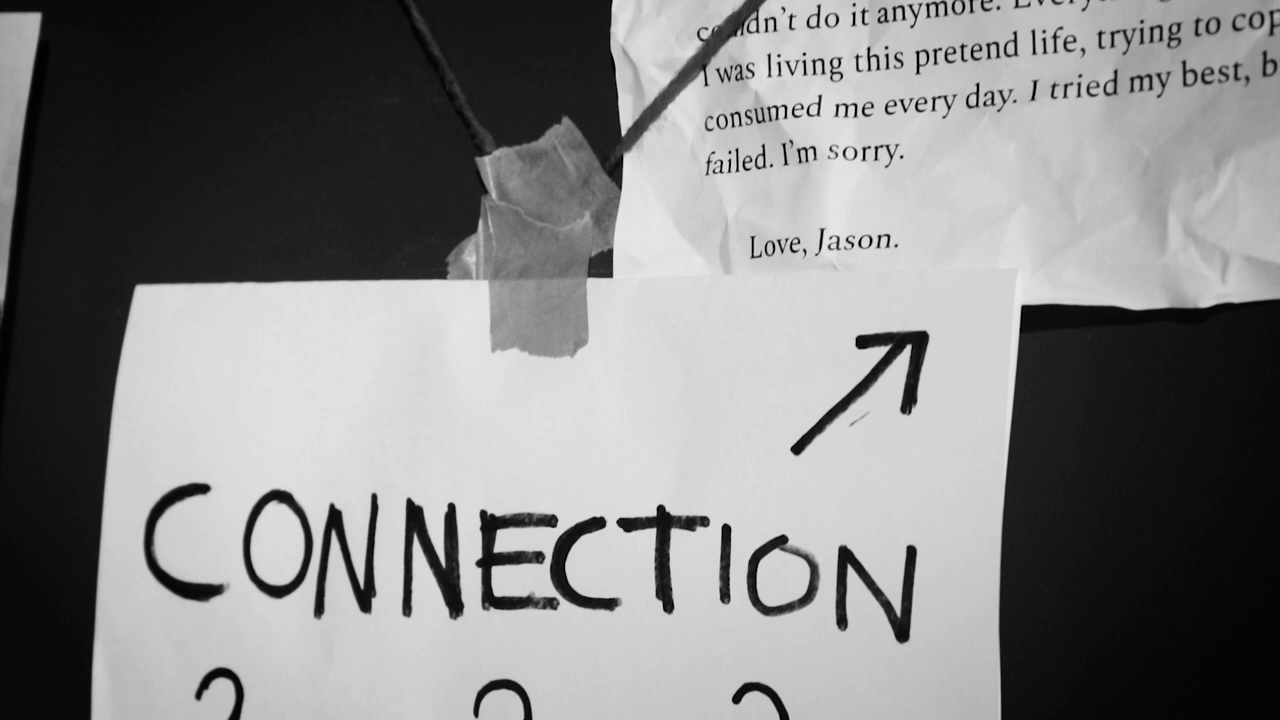 couldn't do it anymore.
I was living this pretend life, trying to
consumed me every day. I tried my best,
failed. I'm sorry.
Love, Jason.
CONNECTION
? ? ?